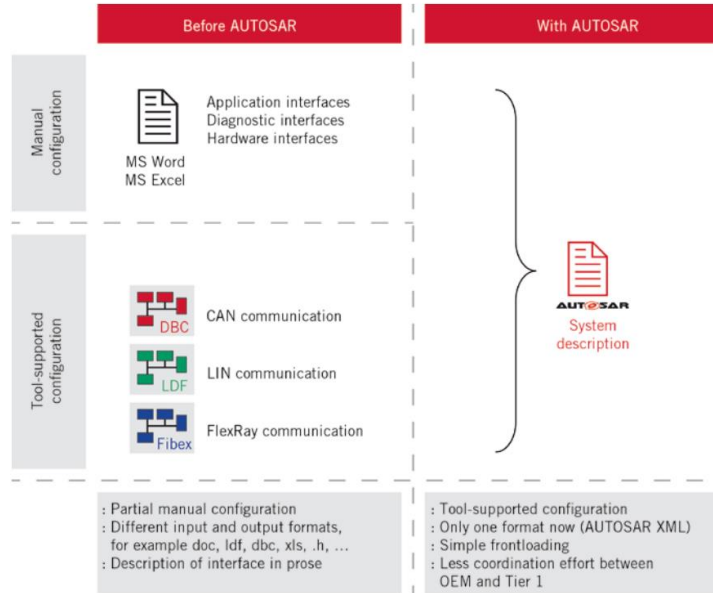 Before AUTOSAR
With AUTOSAR
Manual
configuration
Application interfaces
Diagnostic interfaces
Hardware interfaces
MS Word
MS Excel
Tool-supported
configuration
DBC
CAN communication
LDF
LIN communication
Fibex
FlexRay communication
AUTOSAR
System
description
: Partial manual configuration
: Different input and output formats,
for example doc, ldf, dbc, xls, .h, ...
: Description of interface in prose
: Tool-supported configuration
: Only one format now (AUTOSAR XML)
: Simple frontloading
: Less coordination effort between
OEM and Tier 1